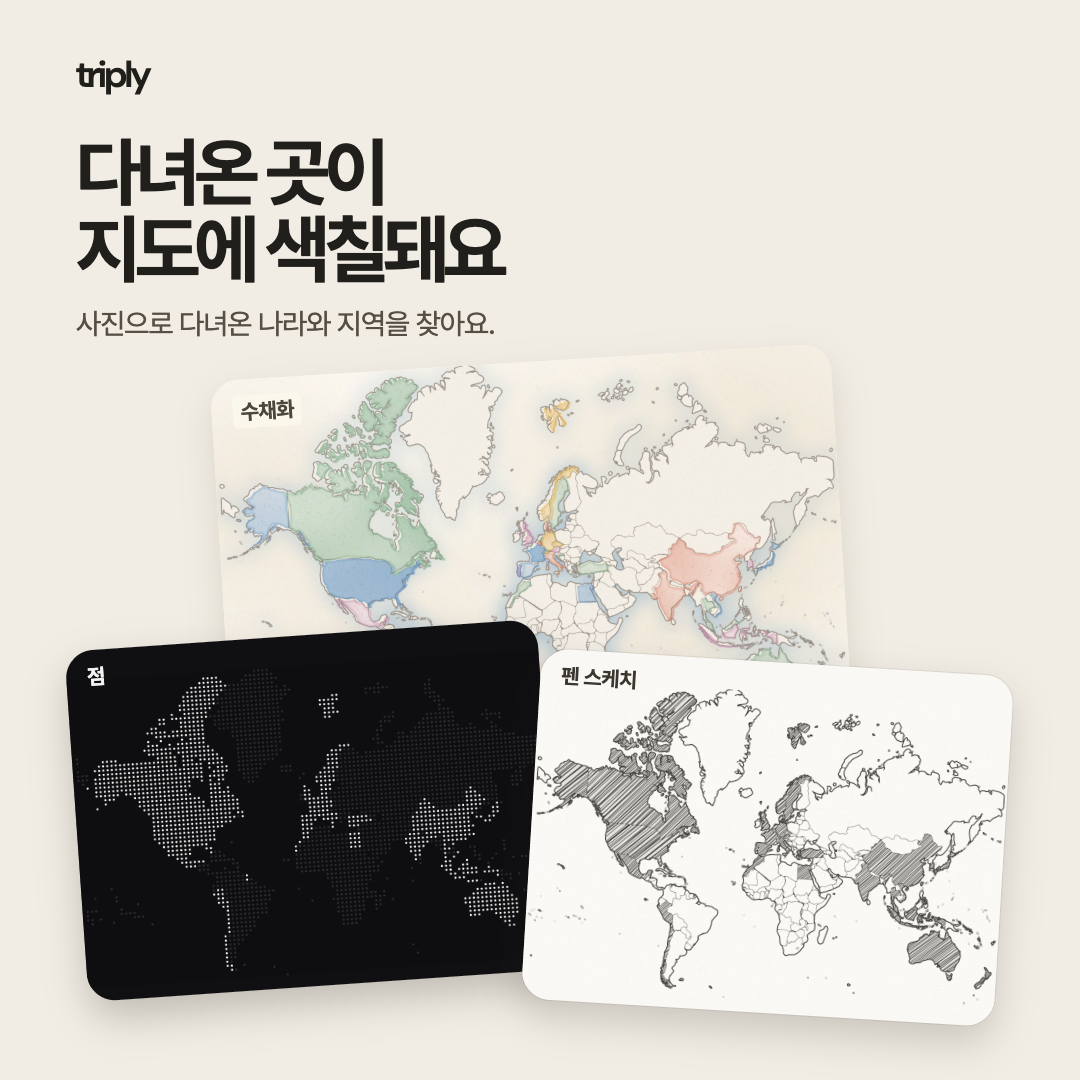 triply
다녀온 곳이
지도에 색칠돼요
사진으로 다녀온 나라와 지역을 찾아요.
수채화
점
펜 스케치